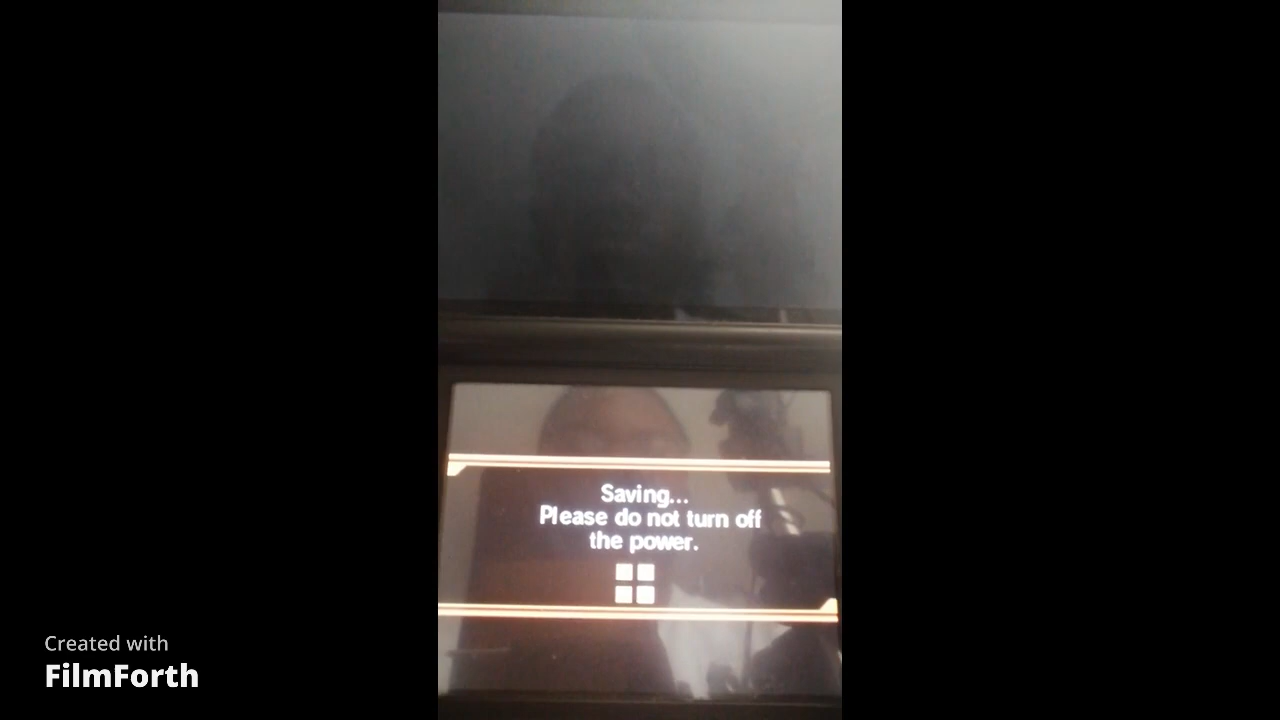 Saving...
Please do not turn off
the power.
Created with
FilmForth